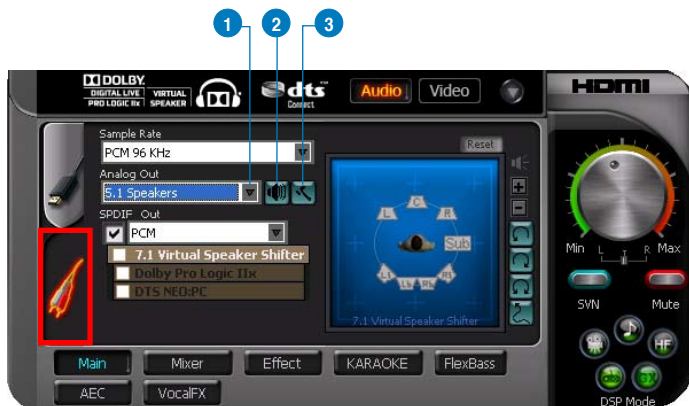 1 2 3
DOLBY
DIGITAL LIVE
PRO LOGIC IIx
VIRTUAL
SPEAKER
dts
Connect
Audio
Video
HDMI
Sample Rate
PCM 96 KHz
Reset
Analog Out
5.1 Speakers
SPDIF Out
PCM
7.1 Virtual Speaker Shifter
Dolby Pro Logic IIx
DTS NEO:PC
L C R
Sub
Ls Lb Rb Rs
7.1 Virtual Speaker Shifter
Min L T R Max
SVN Mute
HF
GX
DSP Mode
Main Mixer Effect KARAOKE FlexBass
AEC VocalFX